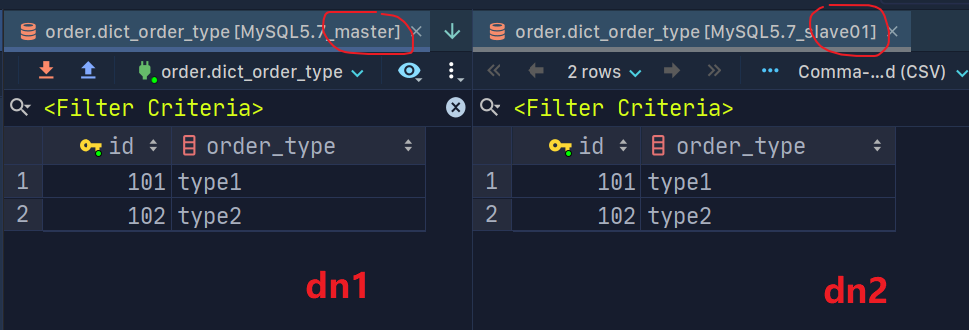 order.dict_order_type [MySQL5.7_master]
order.dict_order_type
<Filter Criteria>
id order_type
1 101 type1
2 102 type2
dn1
order.dict_order_type [MySQL5.7_slave01]
2 rows Comma-...d (CSV)
<Filter Criteria>
id order_type
1 101 type1
2 102 type2
dn2